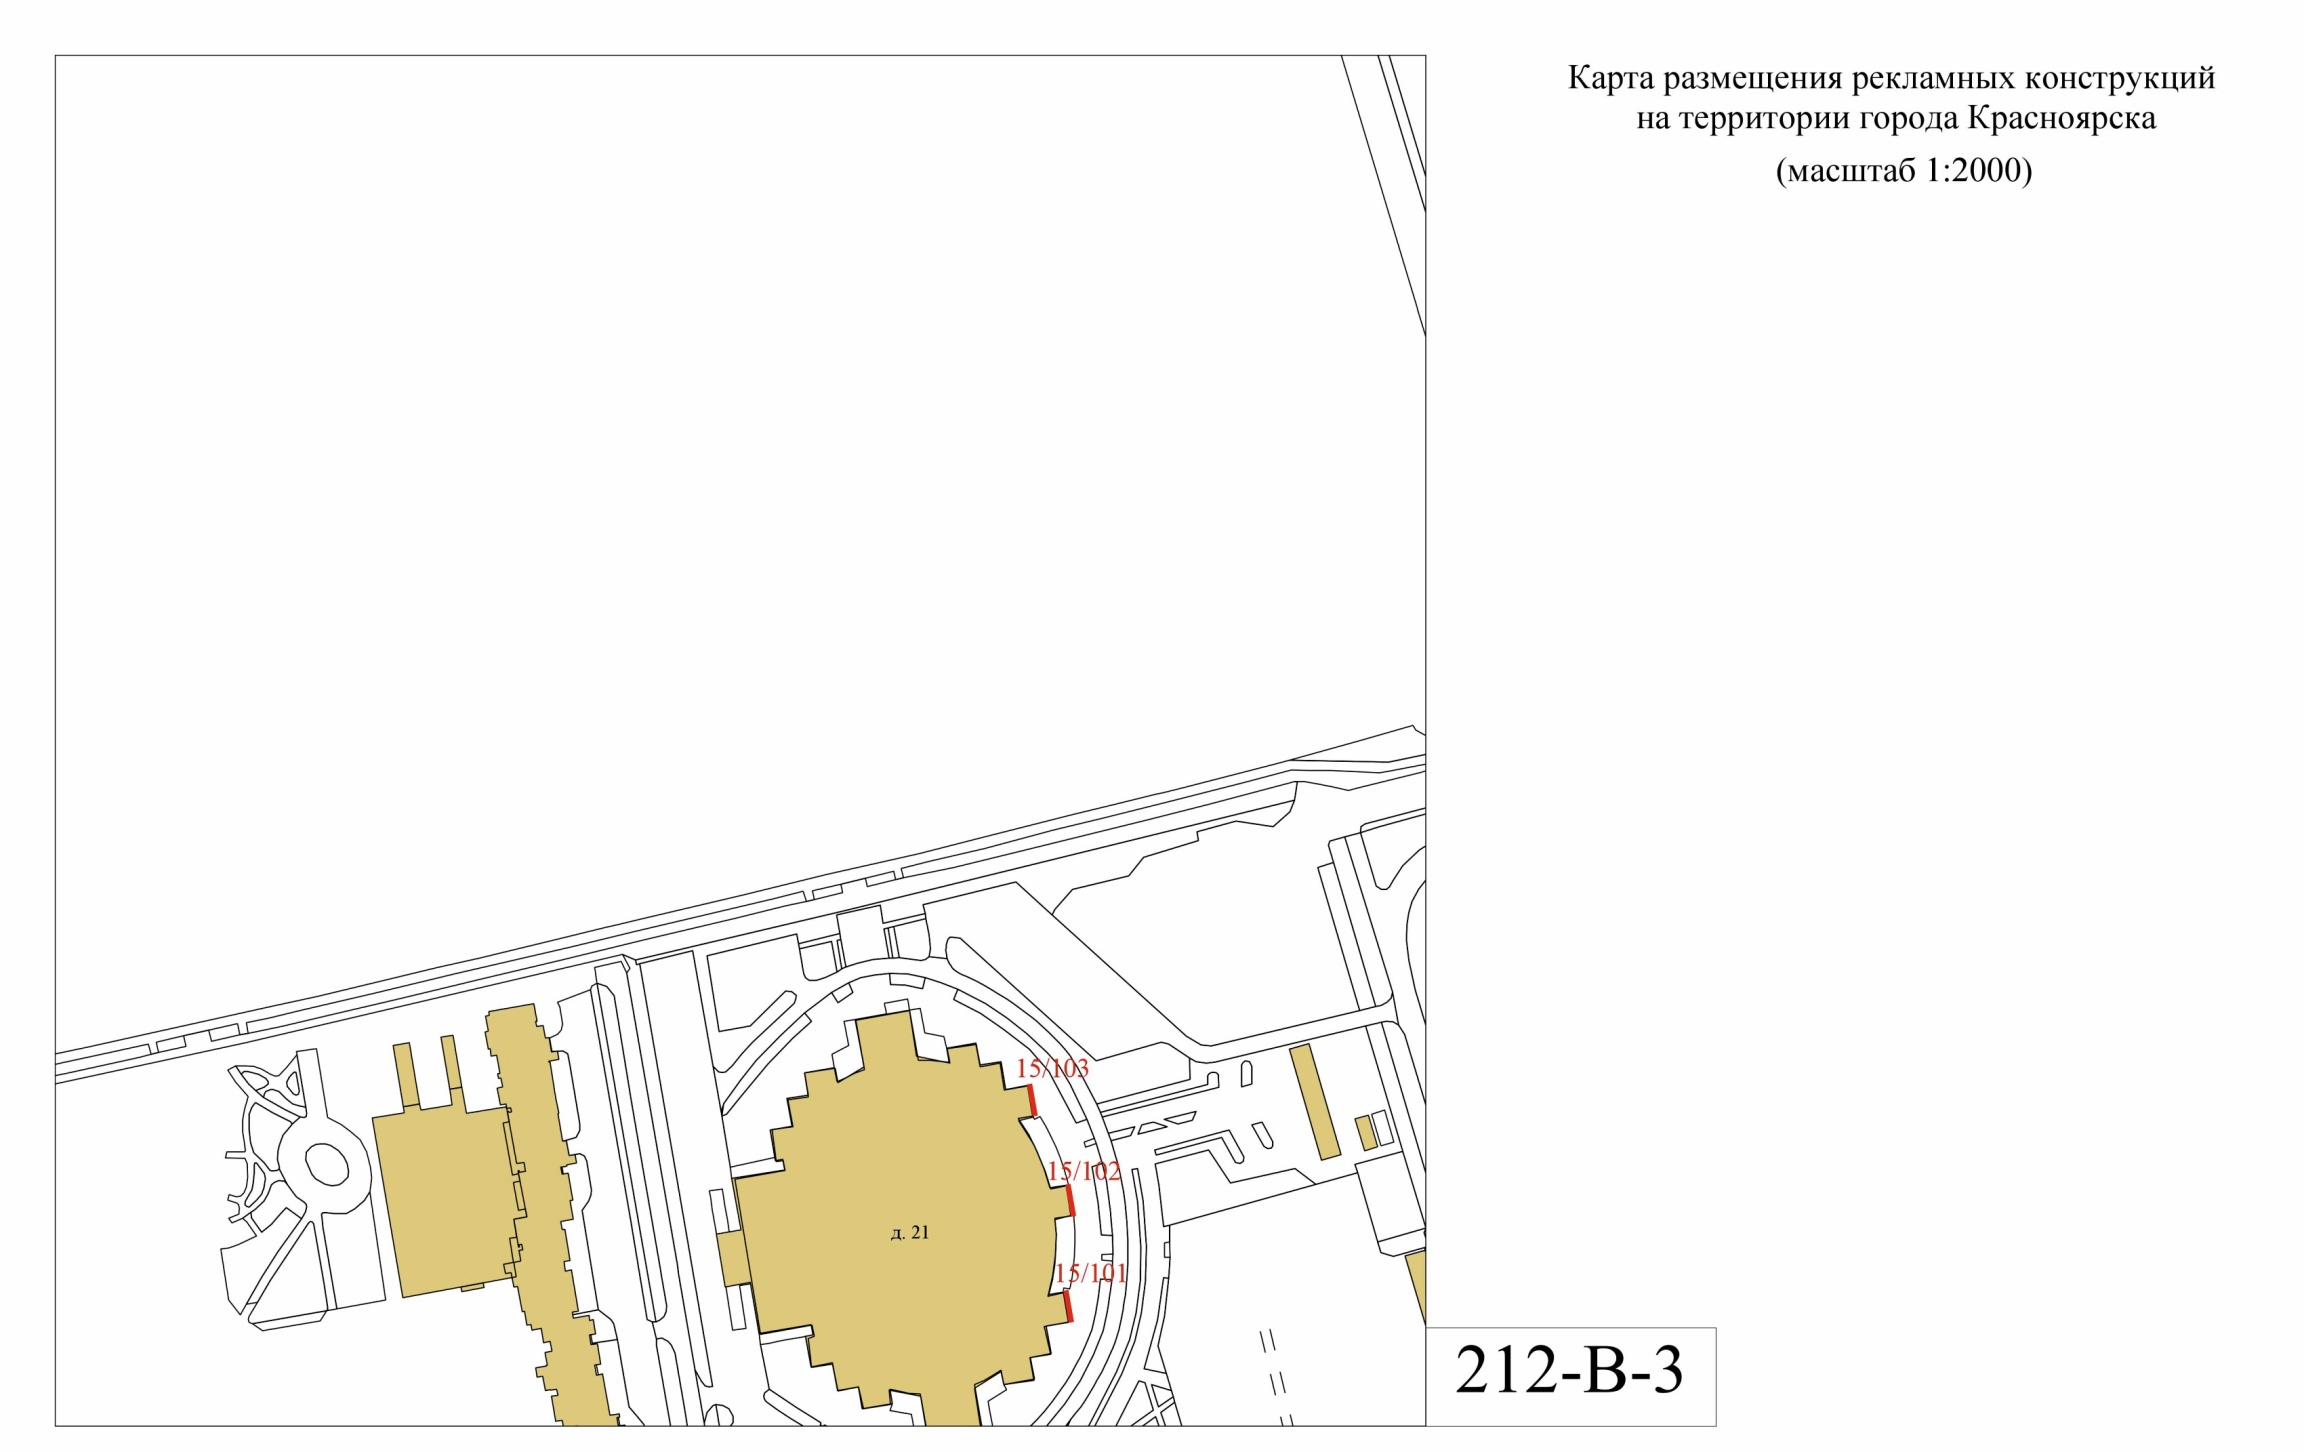 Карта размещения рекламных конструкций
на территории города Красноярска
(масштаб 1:2000)
15/103
15/102
д. 21
15/101
212-В-3